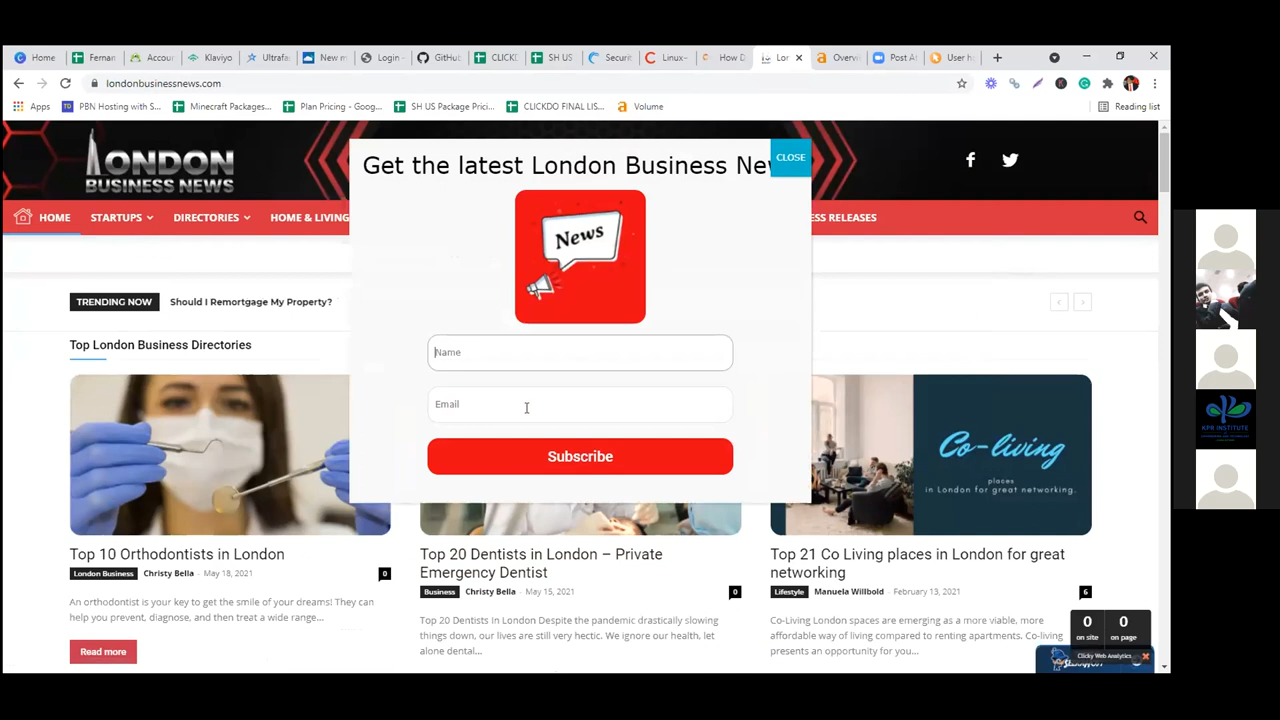 Home
Fernan
Accour
Klaviyo
Ultrafa
New m
Login -
GitHub
CLICKD
SH US
Securit
Linux-
How D
Lor
Overvi
Post Af
User h
londonbusinessnews.com
Apps
PBN Hosting with S...
Minecraft Packages...
Plan Pricing - Goog...
SH US Package Prici...
CLICKDO FINAL LIS...
Volume
Reading list
LONDON
BUSINESS NEWS
Get the latest London Business New
CLOSE
HOME
STARTUPS
DIRECTORIES
HOME & LIVING
SS RELEASES
News
TRENDING NOW
Should I Remortgage My Property?
Name
Top London Business Directories
Email
Subscribe
Co-living
places
in London for great networking.
Top 10 Orthodontists in London
London Business Christy Bella - May 18, 2021 0
An orthodontist is your key to get the smile of your dreams! They can
help you prevent, diagnose, and then treat a wide range...
Read more
Top 20 Dentists in London – Private
Emergency Dentist
Business Christy Bella - May 15, 2021 0
Top 20 Dentists In London Despite the pandemic drastically slowing
things down, our lives are still very hectic. We ignore our health, let
alone dental...
Top 21 Co Living places in London for great
networking
Lifestyle Manuela Willbold - February 13, 2021 6
Co-Living London spaces are emerging as a more viable, more
affordable way of living compared to renting apartments. Co-living
presents an opportunity for you...
0 0
on site on page
Clicky Web Analytics
KPR INSTITUTE